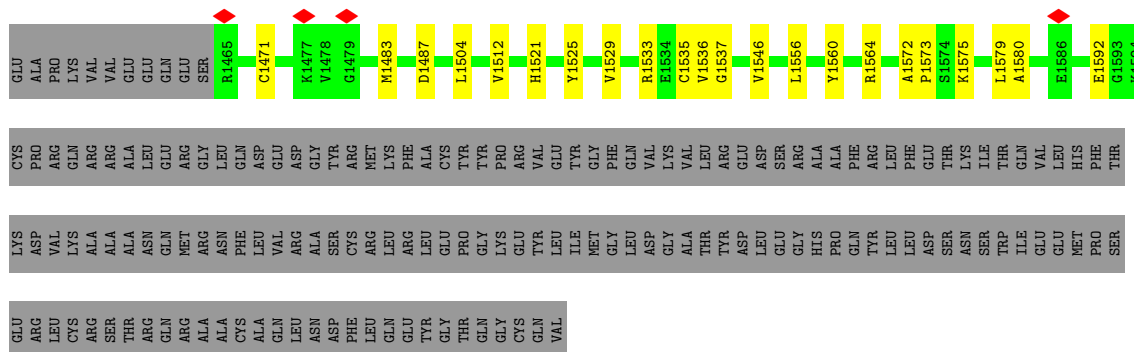 GLU ALA PRO LYS VAL VAL GLU GLU GLN GLU SER R1465 C1471 K1477 V1478 G1479 M1483 D1487 L1504 V1512 H1521 Y1525 V1529 R1533 E1534 C1535 V1536 G1537 V1546 L1556 Y1560 R1564 A1572 P1573 S1574 K1575 L1579 A1580 E1586 E1592 G1593 K1594
CYS PRO ARG GLN ARG ARG ALA LEU GLU ARG GLY LEU GLN ASP GLU ASP GLY TYR ARG MET LYS PHE ALA CYS TYR TYR PRO ARG VAL GLU TYR GLY PHE GLN VAL LYS VAL LEU ARG GLU ASP SER ARG ALA ALA PHE ARG LEU PHE GLU THR LYS ILE THR GLN VAL LEU HIS PHE THR
LYS ASP VAL LYS ALA ALA ALA ASN GLN MET ARG ASN PHE LEU VAL ARG ALA SER CYS ARG LEU ARG LEU GLU PRO GLY LYS GLU TYR LEU ILE MET GLY LEU ASP GLY ALA THR TYR ASP LEU GLU GLY HIS PRO GLN TYR LEU LEU ASP SER ASN SER TRP ILE GLU GLU MET PRO SER
GLU ARG LEU CYS ARG SER THR ARG GLN ARG ALA ALA CYS ALA GLN LEU ASN ASP PHE LEU GLN GLU TYR GLY THR GLN GLY CYS GLN VAL